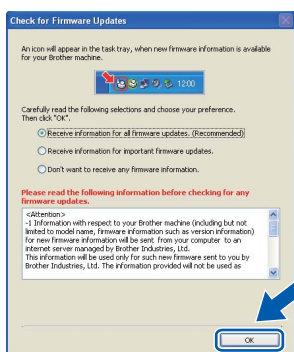 Check for Firmware Updates
An icon will appear in the task tray, when new firmware information is available
for your Brother machine.
12:00
Carefully read the following selections and choose your preference.
Then click "OK".
Receive information for all firmware updates. (Recommended)
Receive information for important firmware updates.
Don't want to receive any firmware information.
Please read the following information before checking for any
firmware updates.
<Attention>
-1 Information with respect to your Brother machine (including but not
limited to model name, firmware information such as version information)
for new firmware information will be sent from your computer to an
internet server managed by Brother Industries, Ltd.
This information will be used only for such new firmware sent to you by
Brother Industries, Ltd. The information provided will not be used as
OK